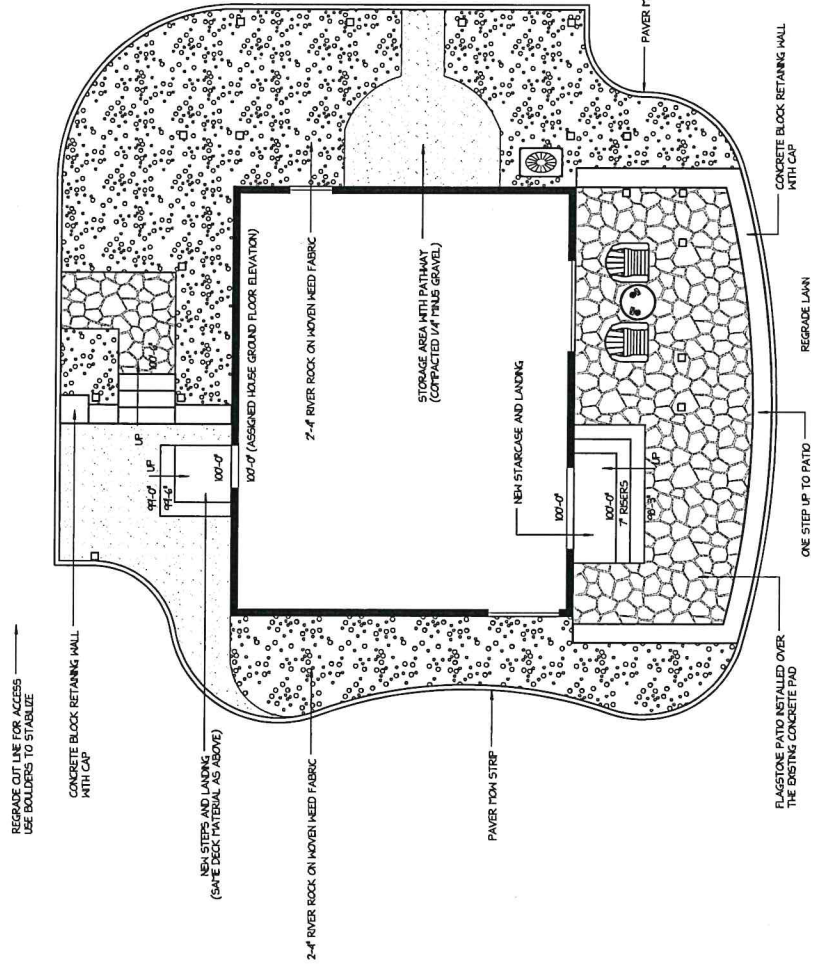 REGRADE CUT LINE FOR ACCESS
USE BOULDERS TO STABILIZE
CONCRETE BLOCK RETAINING WALL
WITH CAP
NEW STEPS AND LANDING
(SAME DECK MATERIAL AS ABOVE)
2-4" RIVER ROCK ON WOVEN WEED FABRIC
PAVER MOW STRIP
FLAGSTONE PATIO INSTALLED OVER
THE EXISTING CONCRETE PAD
UP
99'-0"
99'-6"
100'-0"
UP
100'-0" (ASSIGNED HOUSE GROUND FLOOR ELEVATION)
2"-4" RIVER ROCK ON WOVEN WEED FABRIC
STORAGE AREA WITH PATHWAY
(COMPACTED 1/4" MINUS GRAVEL)
NEW STAIRCASE AND LANDING
100'-0"
100'-0"
7" RISERS
UP
ONE STEP UP TO PATIO
REGRADE LAWN
CONCRETE BLOCK RETAINING WALL
WITH CAP
PAVER M